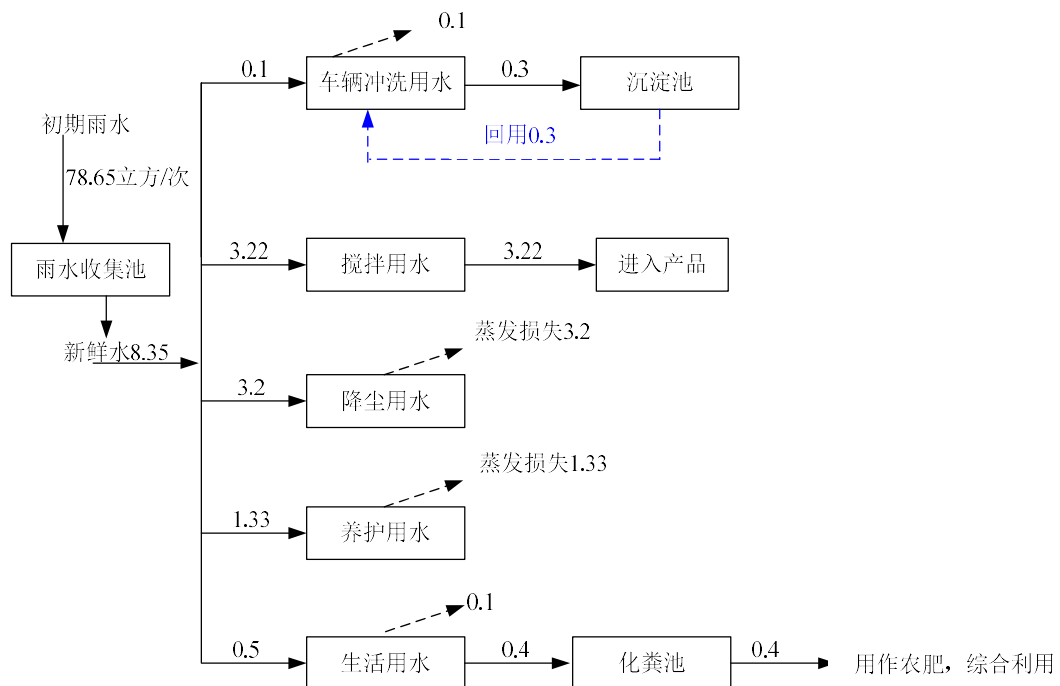 0.1
0.1
车辆冲洗用水
0.3
沉淀池
初期雨水
回用0.3
78.65立方/次
雨水收集池
3.22
搅拌用水
3.22
进入产品
新鲜水8.35
蒸发损失3.2
3.2
降尘用水
蒸发损失1.33
1.33
养护用水
0.1
0.5
生活用水
0.4
化粪池
0.4
用作农肥，综合利用